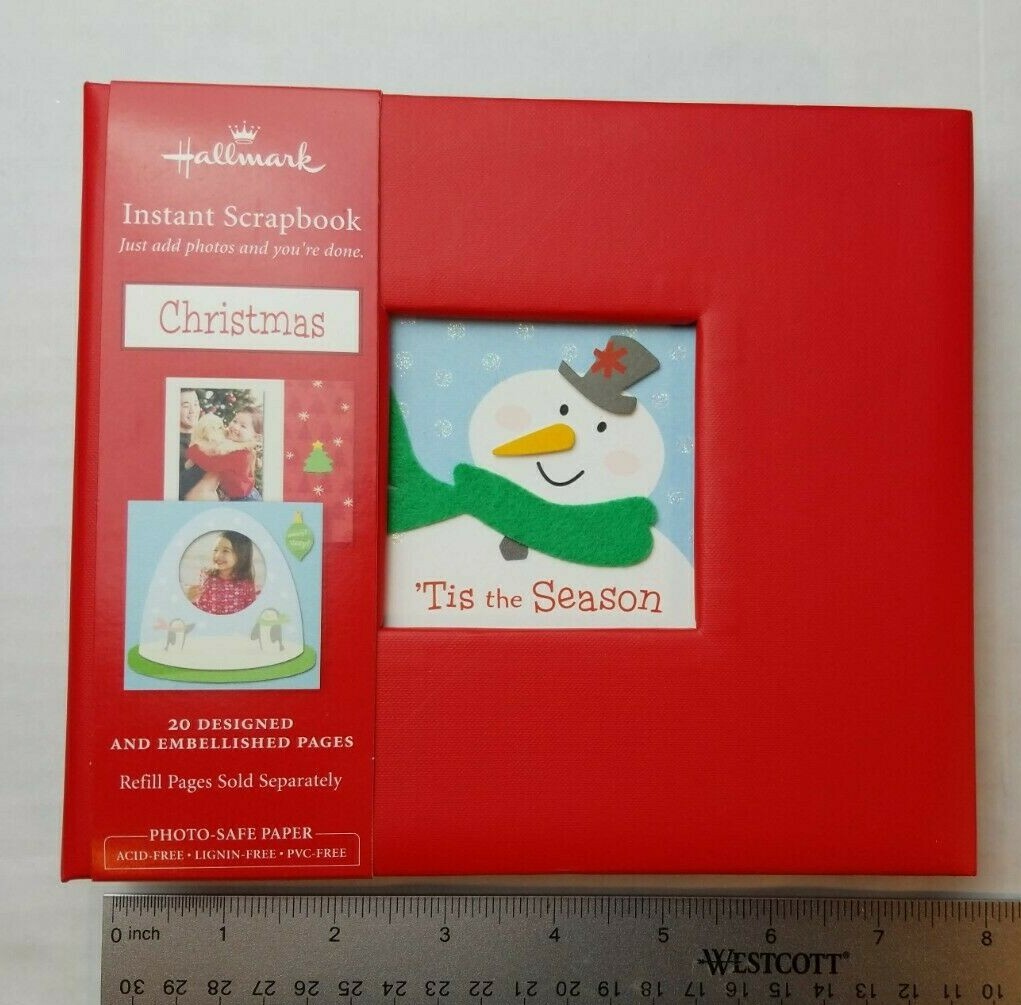 Hallmark
Instant Scrapbook
Just add photos and you're done.
Christmas
20 DESIGNED
AND EMBELLISHED PAGES
Refill Pages Sold Separately
PHOTO-SAFE PAPER
ACID-FREE • LIGNIN-FREE • PVC-FREE
'Tis the Season
0 inch 1 2 3 4 5 6 7 8
WESTCOTT®
30 29 28 27 26 25 24 23 22 21 20 19 18 17 16 15 14 13 12 11 10